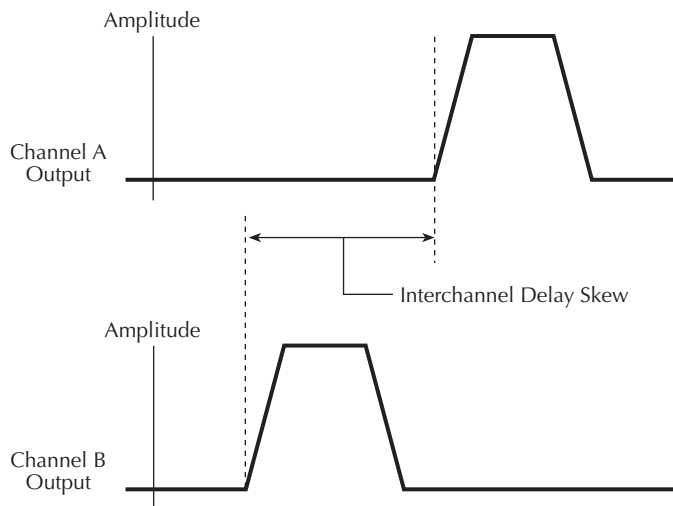 Amplitude
Channel A
Output
Interchannel Delay Skew
Amplitude
Channel B
Output